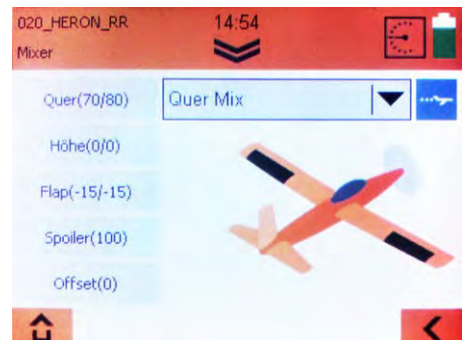 020_HERON_RR
14:54
Mixer
Quer(70/80)
Quer Mix
Höhe(0/0)
Flap(-15/-15)
Spoiler(100)
Offset(0)